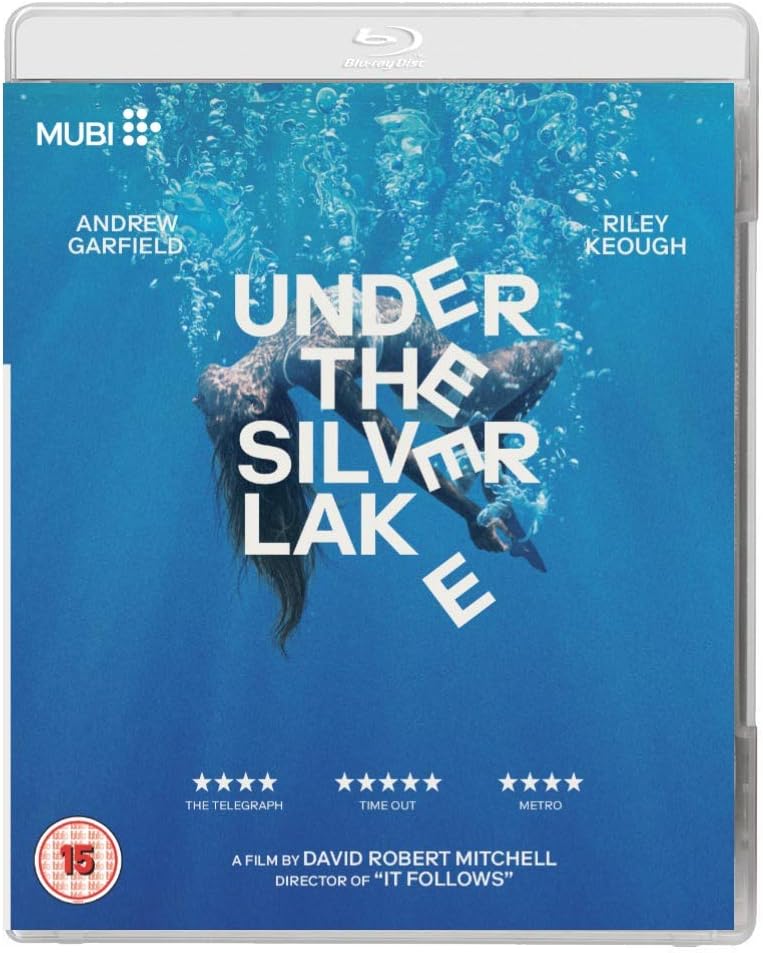 Blu-ray Disc
MUBI
ANDREW
GARFIELD
RILEY
KEOUGH
UNDER
THE
SILVER
LAKE
★★★★
THE TELEGRAPH
★★★★★
TIME OUT
★★★★
METRO
15
A FILM BY DAVID ROBERT MITCHELL
DIRECTOR OF "IT FOLLOWS"